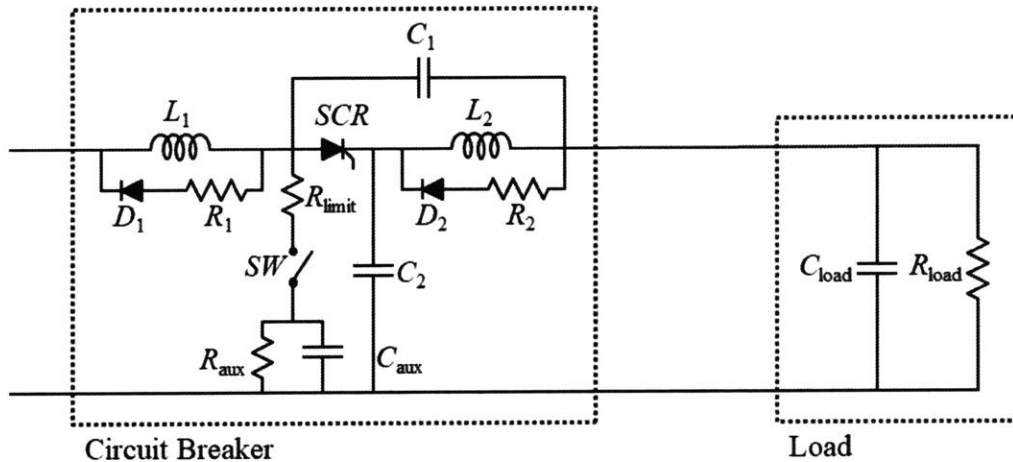 C1
L1
SCR
L2
D1
R1
Rlimit
D2
R2
SW
C2
Cload
Rload
Raux
Caux
Circuit Breaker
Load